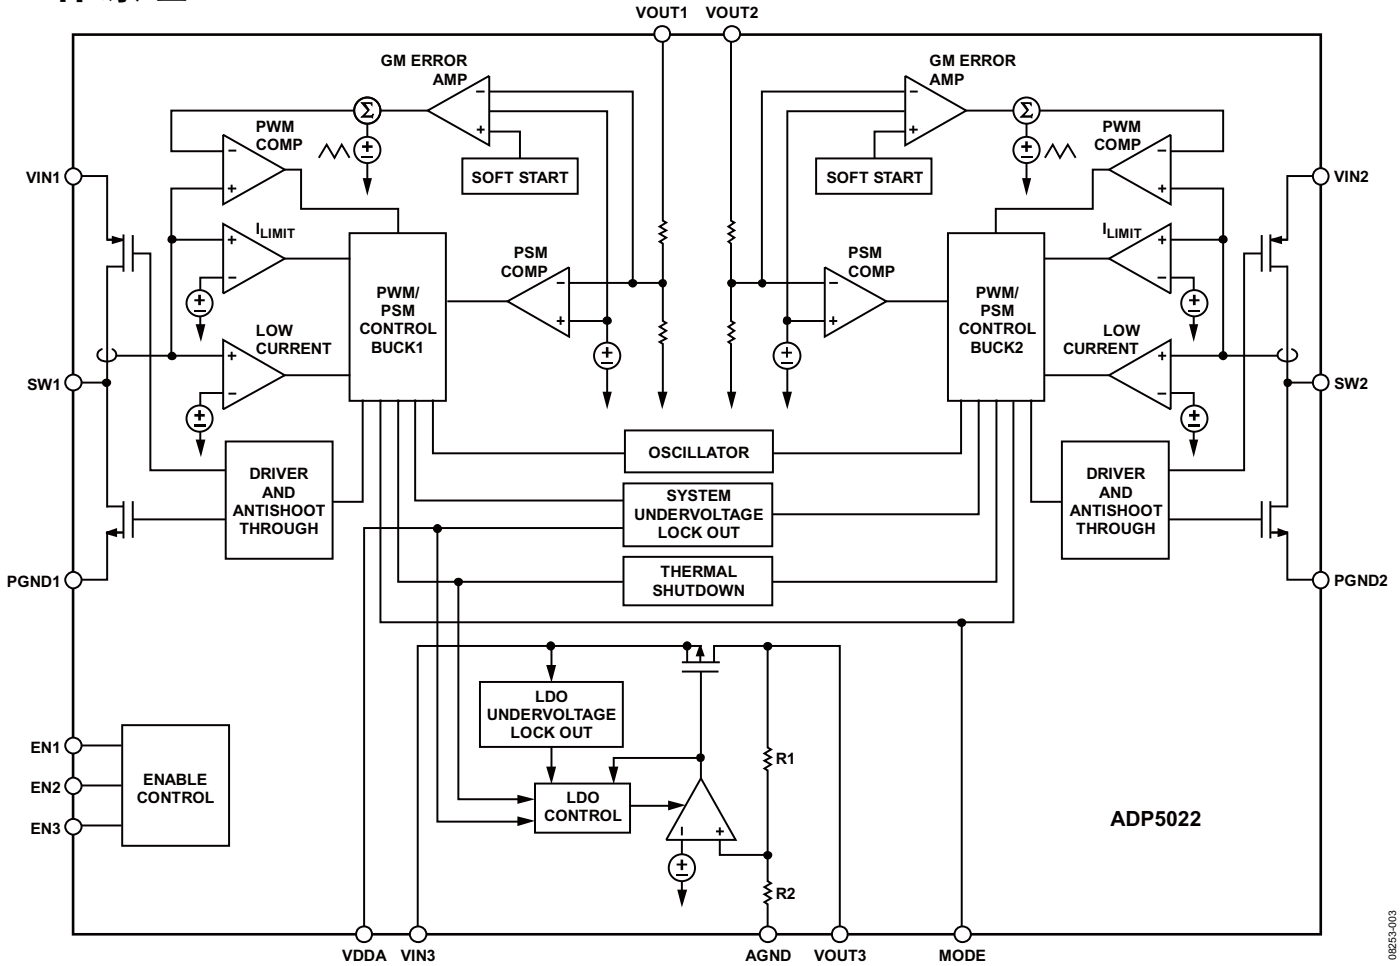 VOUT1
VOUT2
GM ERROR
AMP
GM ERROR
AMP
Σ
Σ
PWM
COMP
PWM
COMP
SOFT START
SOFT START
VIN1
VIN2
I_LIMIT
I_LIMIT
PSM
COMP
PSM
COMP
PWM/
PSM
CONTROL
BUCK1
PWM/
PSM
CONTROL
BUCK2
LOW
CURRENT
LOW
CURRENT
SW1
SW2
OSCILLATOR
DRIVER
AND
ANTISHOOT
THROUGH
SYSTEM
UNDERVOLTAGE
LOCK OUT
DRIVER
AND
ANTISHOOT
THROUGH
THERMAL
SHUTDOWN
PGND1
PGND2
LDO
UNDERVOLTAGE
LOCK OUT
EN1
EN2
EN3
ENABLE
CONTROL
R1
LDO
CONTROL
ADP5022
R2
VDDA
VIN3
AGND
VOUT3
MODE
08253-003